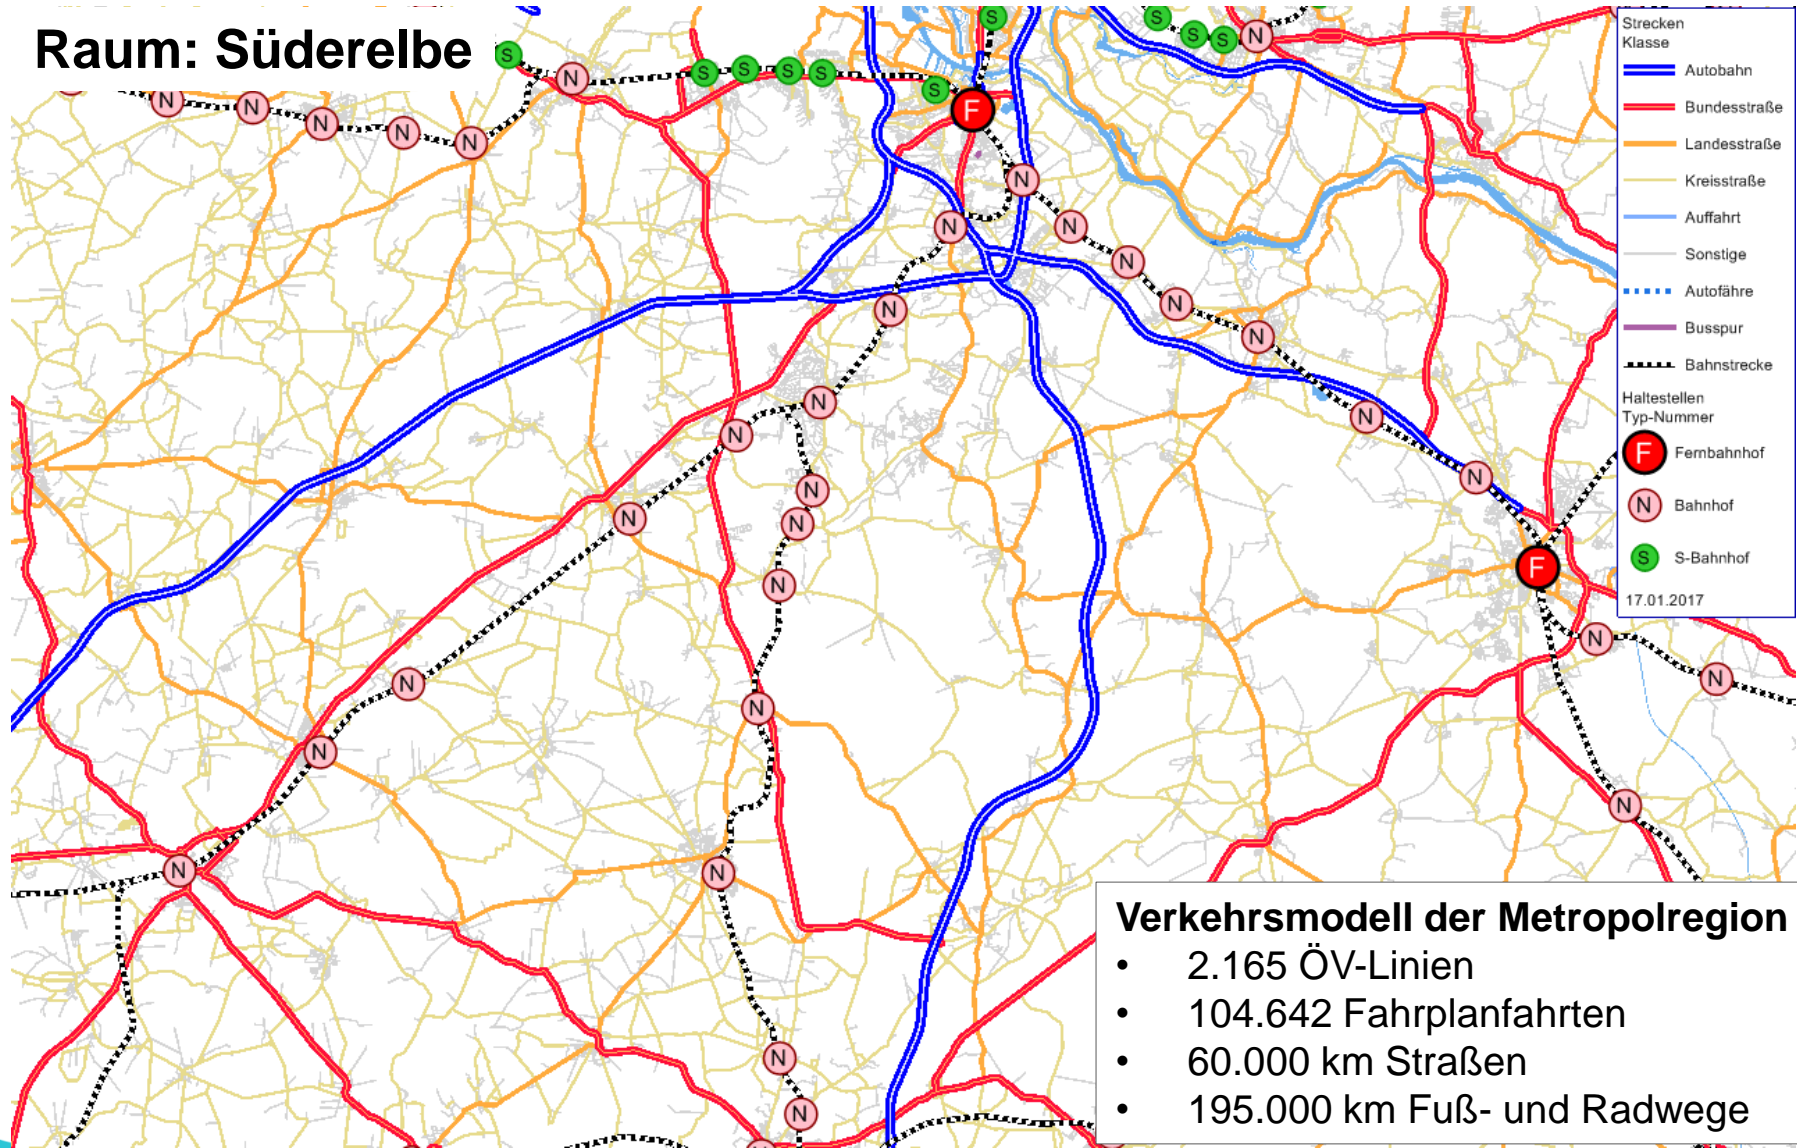 Raum: Süderelbe
Strecken
Klasse
Autobahn
Bundesstraße
Landesstraße
Kreisstraße
Auffahrt
Sonstige
Autofähre
Busspur
Bahnstrecke
Haltestellen
Typ-Nummer
F Fernbahnhof
N Bahnhof
S S-Bahnhof
17.01.2017
Verkehrsmodell der Metropolregion
• 2.165 ÖV-Linien
• 104.642 Fahrplanfahrten
• 60.000 km Straßen
• 195.000 km Fuß- und Radwege